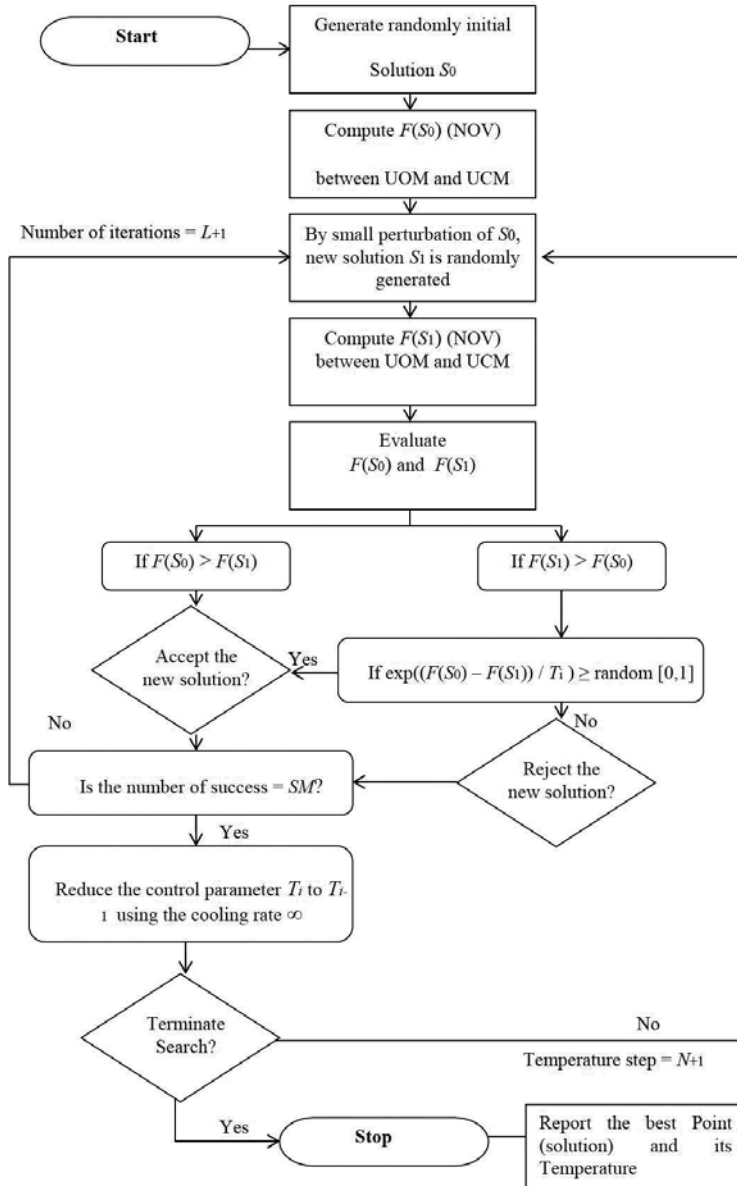 Start
Generate randomly initial
Solution S0
Compute F(S0) (NOV)
between UOM and UCM
Number of iterations = L+1
By small perturbation of S0,
new solution S1 is randomly
generated
Compute F(S1) (NOV)
between UOM and UCM
Evaluate
F(S0) and F(S1)
If F(S0) > F(S1)
If F(S1) > F(S0)
Accept the
new solution?
Yes
If exp((F(S0) – F(S1)) / Ti ) ≥ random [0,1]
No
No
Reject the
new solution?
Is the number of success = SM?
Yes
Reduce the control parameter Ti to Ti-
1 using the cooling rate ∞
Terminate
Search?
No
Temperature step = N+1
Yes
Stop
Report the best Point
(solution) and its
Temperature